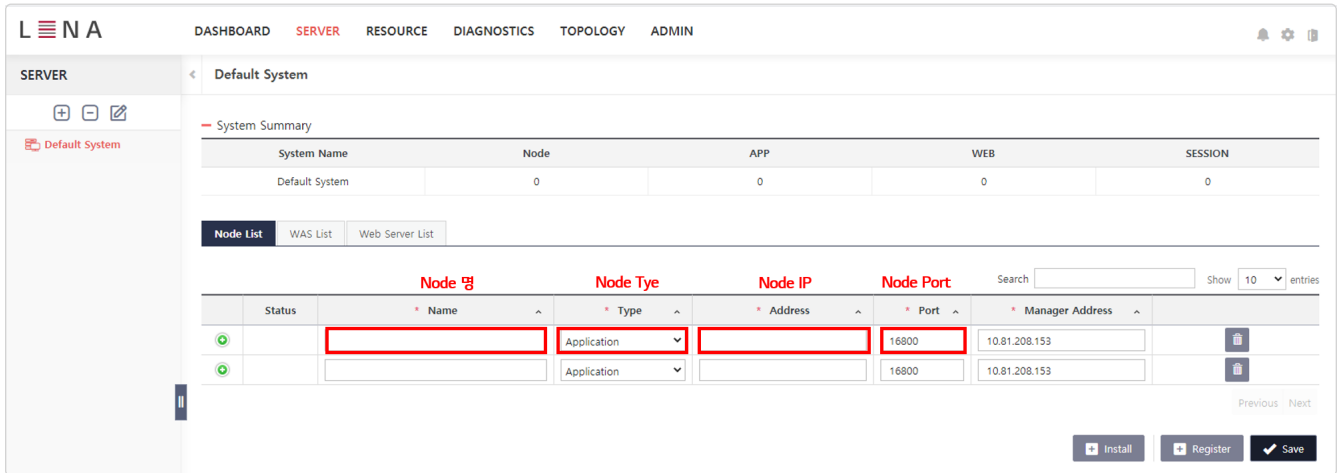 LENA
DASHBOARD SERVER RESOURCE DIAGNOSTICS TOPOLOGY ADMIN
SERVER
Default System
Default System
System Summary
System Name Node APP WEB SESSION
Default System 0 0 0 0
Node List WAS List Web Server List
Node 명 Node Tye Node IP Node Port Search Show 10 entries
Status * Name * Type * Address * Port * Manager Address
Application 16800 10.81.208.153
Application 16800 10.81.208.153
Previous Next
Install Register Save